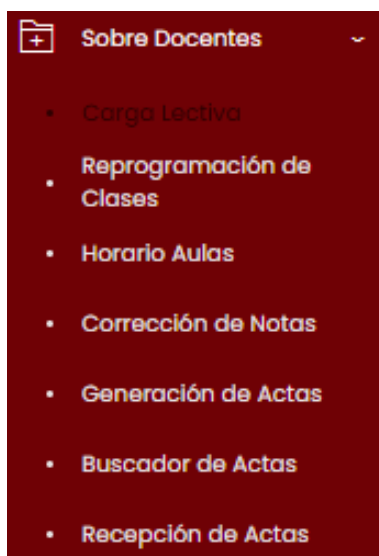 Sobre Docentes
Carga Lectiva
Reprogramación de
Clases
Horario Aulas
Corrección de Notas
Generación de Actas
Buscador de Actas
Recepción de Actas